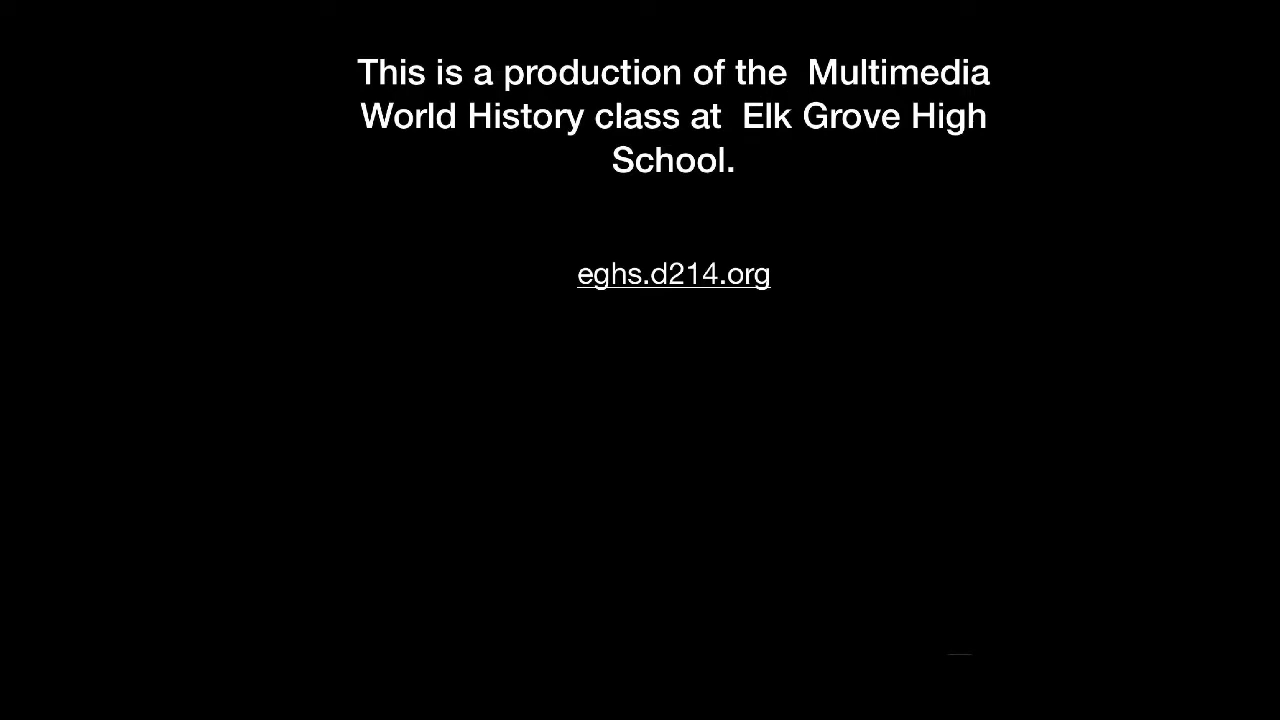 This is a production of the  Multimedia
World History class at  Elk Grove High
School.
eghs.d214.org